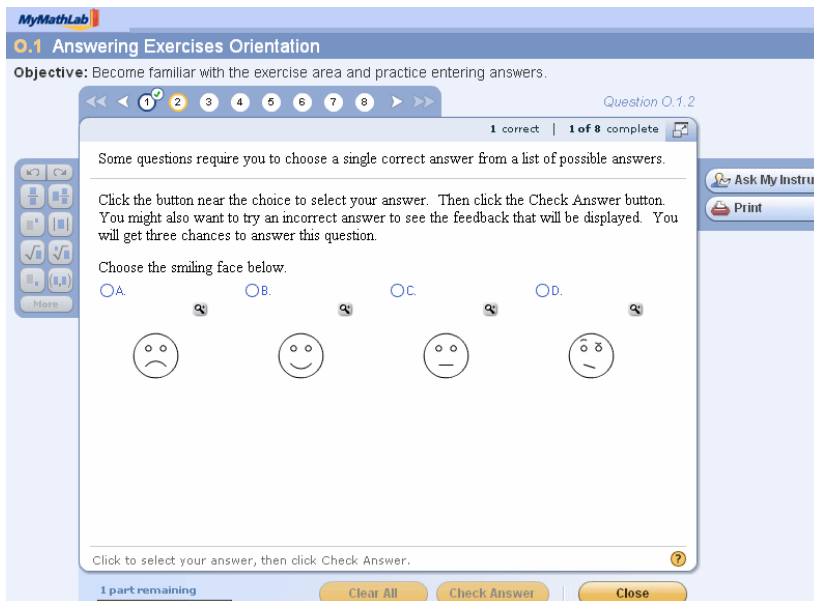 MyMathLab
O.1 Answering Exercises Orientation
Objective: Become familiar with the exercise area and practice entering answers.
1 2 3 4 5 6 7 8
Question O.1.2
1 correct | 1 of 8 complete
Some questions require you to choose a single correct answer from a list of possible answers.
Ask My Instru
Print
Click the button near the choice to select your answer. Then click the Check Answer button.
You might also want to try an incorrect answer to see the feedback that will be displayed. You
will get three chances to answer this question.
Choose the smiling face below.
A. B. C. D.
More
Click to select your answer, then click Check Answer. ?
1 part remaining
Clear All Check Answer Close